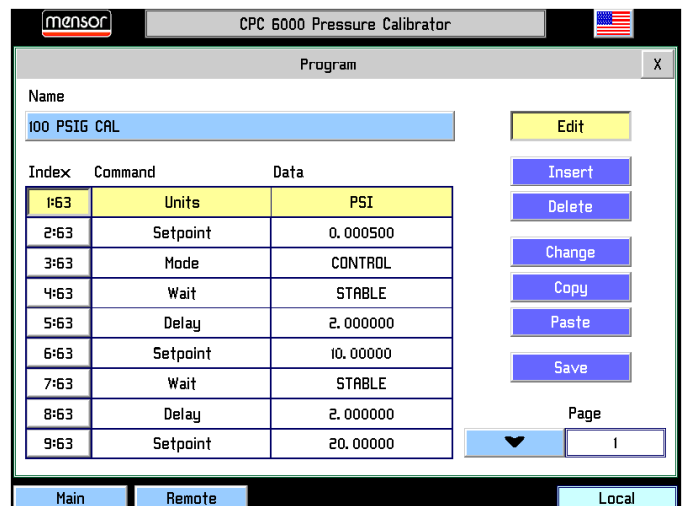 mensor CPC 6000 Pressure Calibrator
Program X
Name
100 PSIG CAL Edit
Index Command Data Insert
1:63 Units PSI Delete
2:63 Setpoint 0.000500
3:63 Mode CONTROL Change
4:63 Wait STABLE Copy
5:63 Delay 2.000000 Paste
6:63 Setpoint 10.00000
7:63 Wait STABLE Save
8:63 Delay 2.000000 Page
9:63 Setpoint 20.00000 1
Main Remote Local